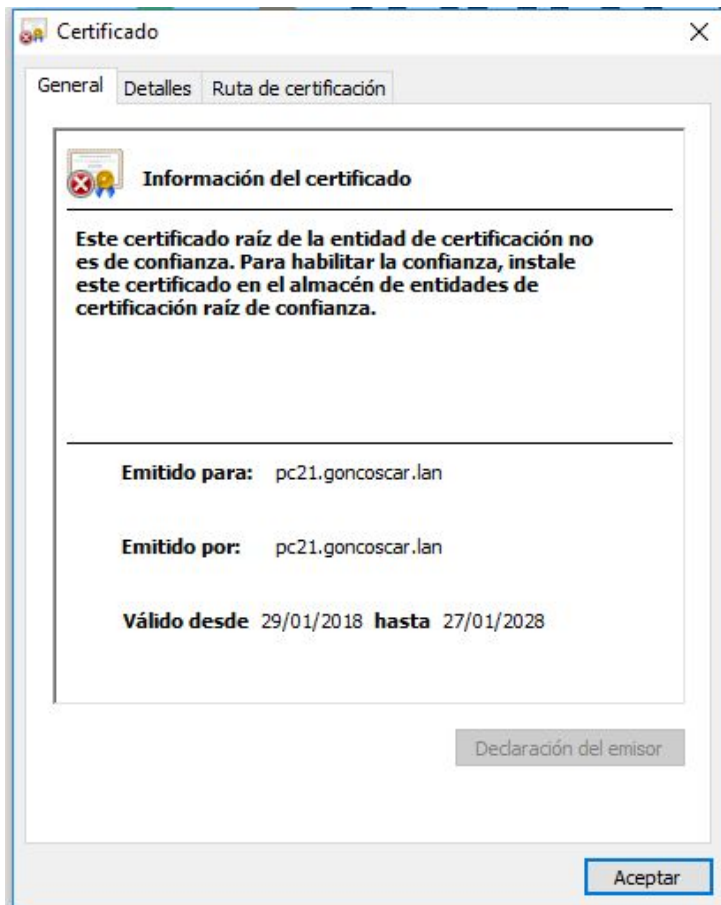 Certificado
General Detalles Ruta de certificación
Información del certificado
Este certificado raíz de la entidad de certificación no
es de confianza. Para habilitar la confianza, instale
este certificado en el almacén de entidades de
certificación raíz de confianza.
Emitido para: pc21.goncoscar.lan
Emitido por: pc21.goncoscar.lan
Válido desde 29/01/2018 hasta 27/01/2028
Declaración del emisor
Aceptar